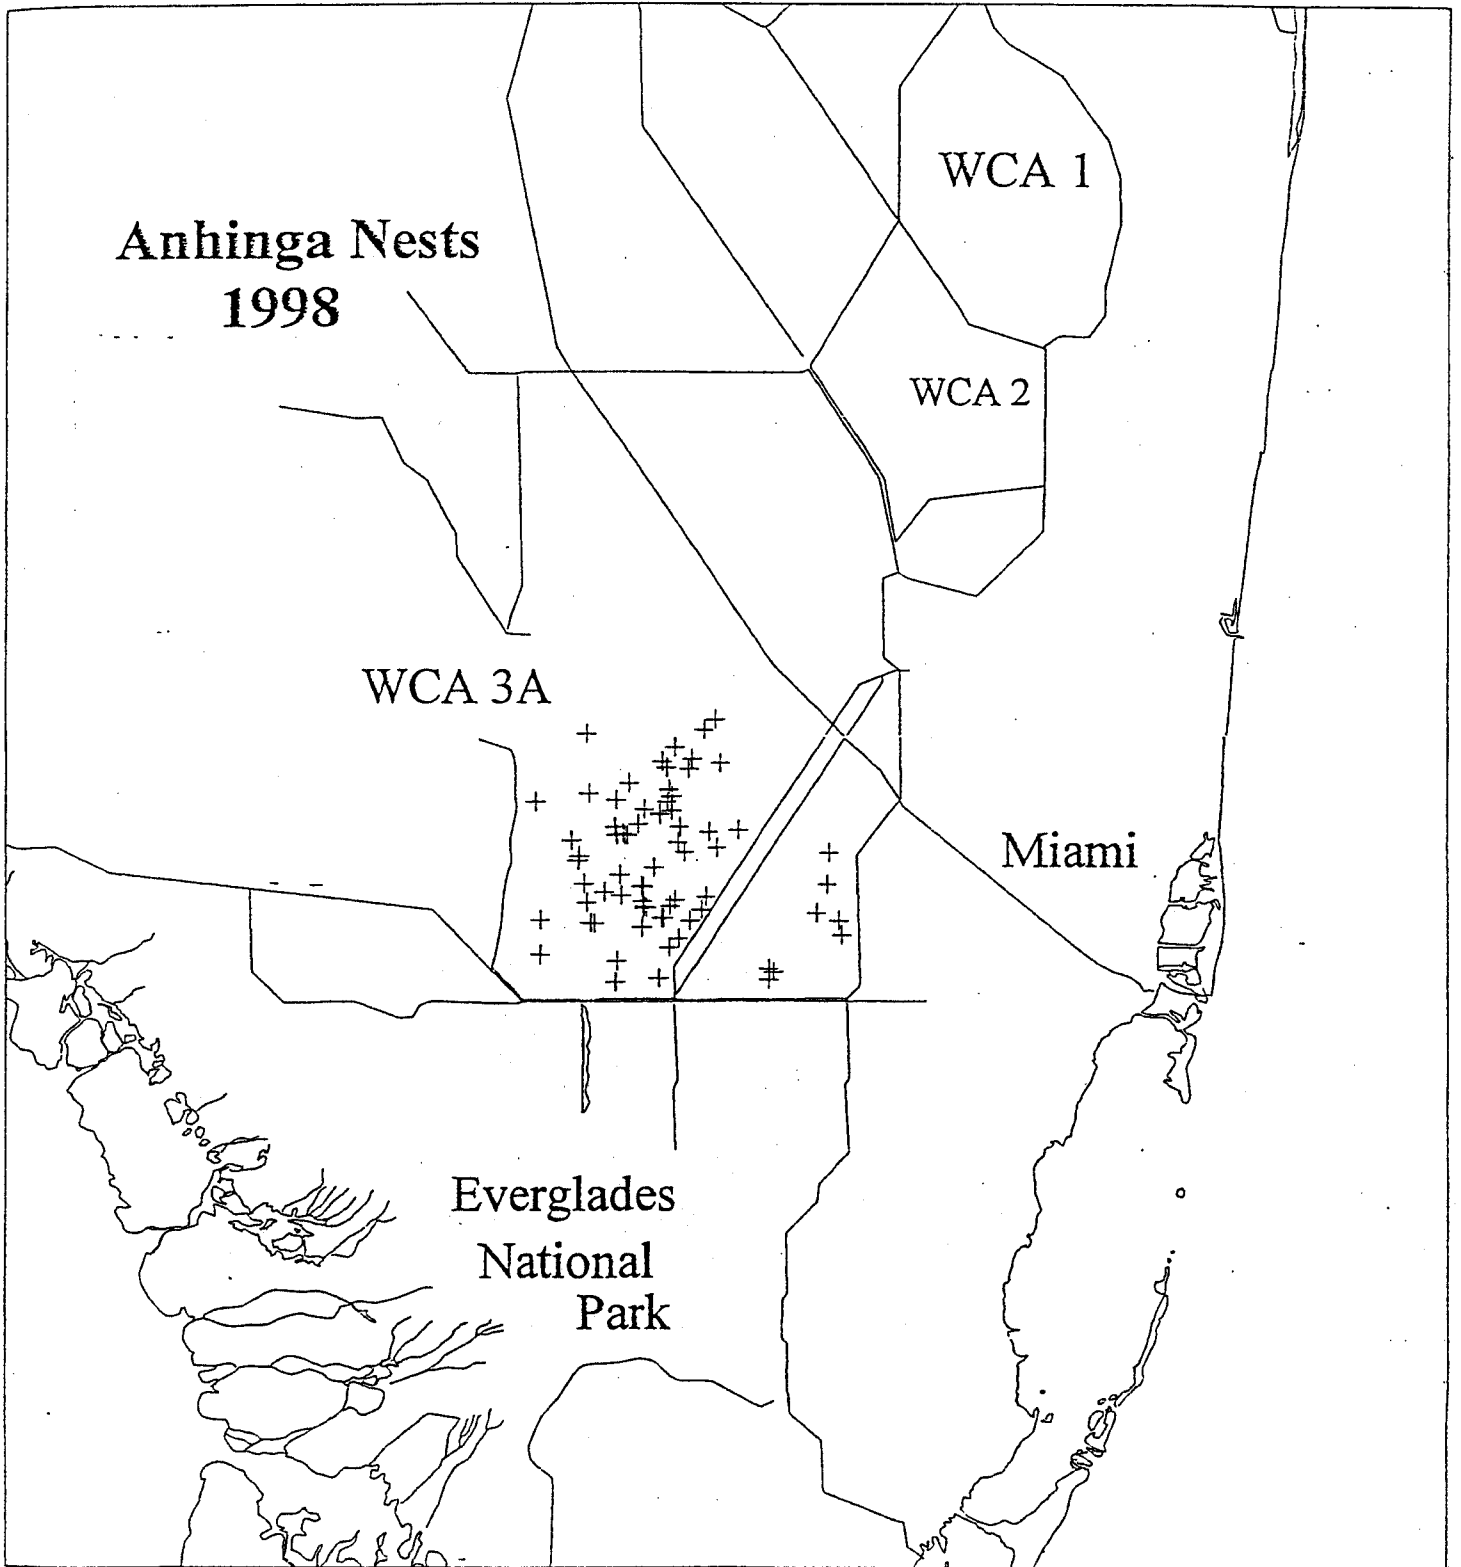 WCA 1
Anhinga Nests
1998
WCA 2
WCA 3A
Miami
Everglades
National
Park